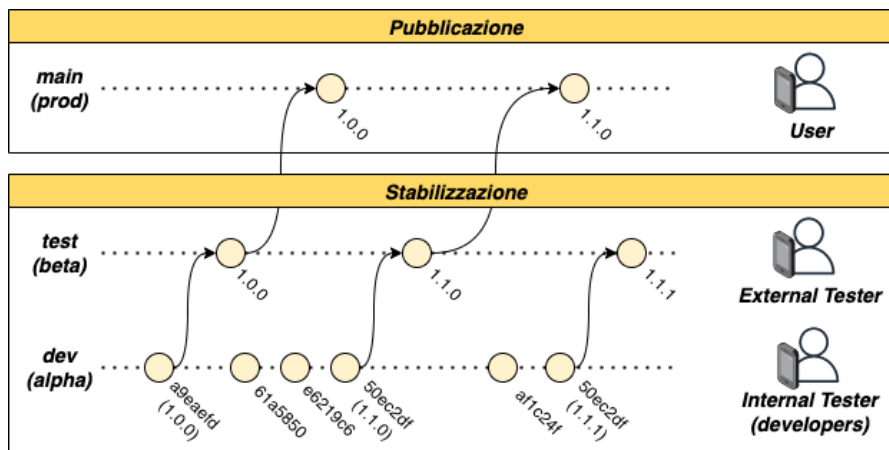 Pubblicazione
main
(prod)
1.0.0
1.1.0
User
Stabilizzazione
test
(beta)
1.0.0
1.1.0
1.1.1
External Tester
dev
(alpha)
a9eaefd
(1.0.0)
61a5850
e6219c6
50ec2df
(1.1.0)
af1c24f
50ec2df
(1.1.1)
Internal Tester
(developers)